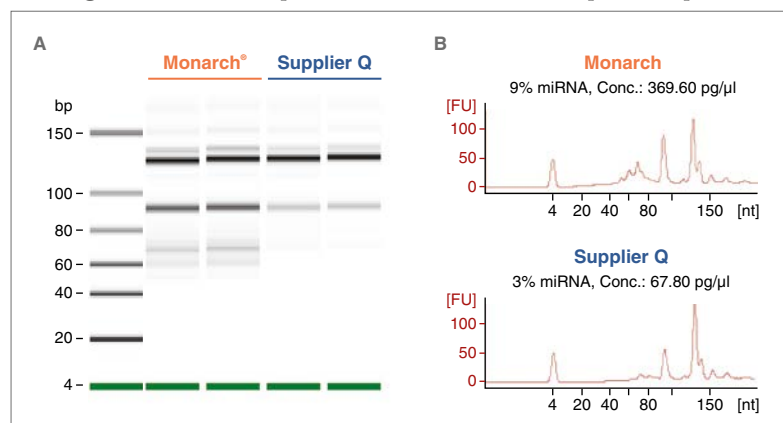 A
Monarch®
Supplier Q
bp
150
100
80
60
40
20
4
B
Monarch
9% miRNA, Conc.: 369.60 pg/µl
[FU]
100
50
0
4 20 40 80 150 [nt]
Supplier Q
3% miRNA, Conc.: 67.80 pg/µl
[FU]
100
50
0
4 20 40 80 150 [nt]